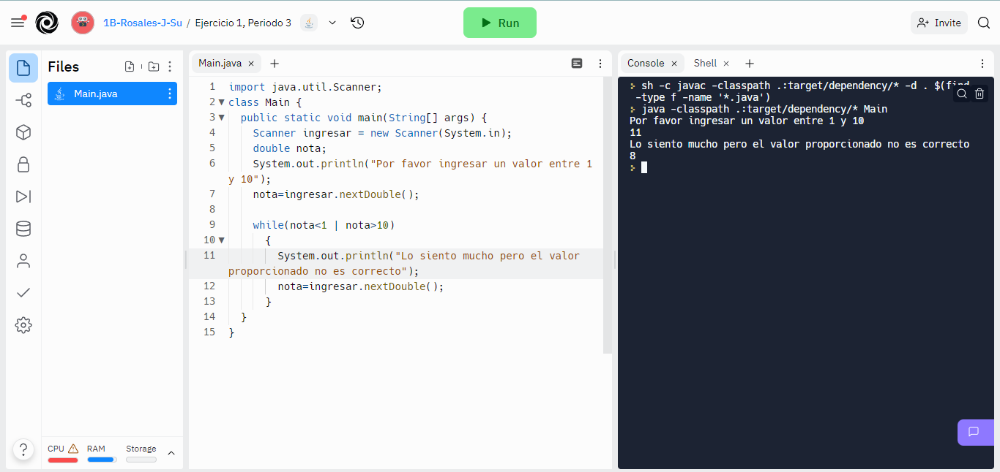 1B-Rosales-J-Su / Ejercicio 1, Periodo 3
Run
Invite
Files
Main.java
CPU RAM Storage
?
Main.java × +
1 import java.util.Scanner;
2 class Main {
3 public static void main(String[] args) {
4 Scanner ingresar = new Scanner(System.in);
5 double nota;
6 System.out.println("Por favor ingresar un valor entre 1
y 10");
7 nota=ingresar.nextDouble();
8
9 while(nota<1 | nota>10)
10 {
11 System.out.println("Lo siento mucho pero el valor
proporcionado no es correcto");
12 nota=ingresar.nextDouble();
13 }
14 }
15 }
Console × Shell × +
sh -c javac -classpath .:target/dependency/* -d . $(find
-type f -name '*.java')
java -classpath .:target/dependency/* Main
Por favor ingresar un valor entre 1 y 10
11
Lo siento mucho pero el valor proporcionado no es correcto
8